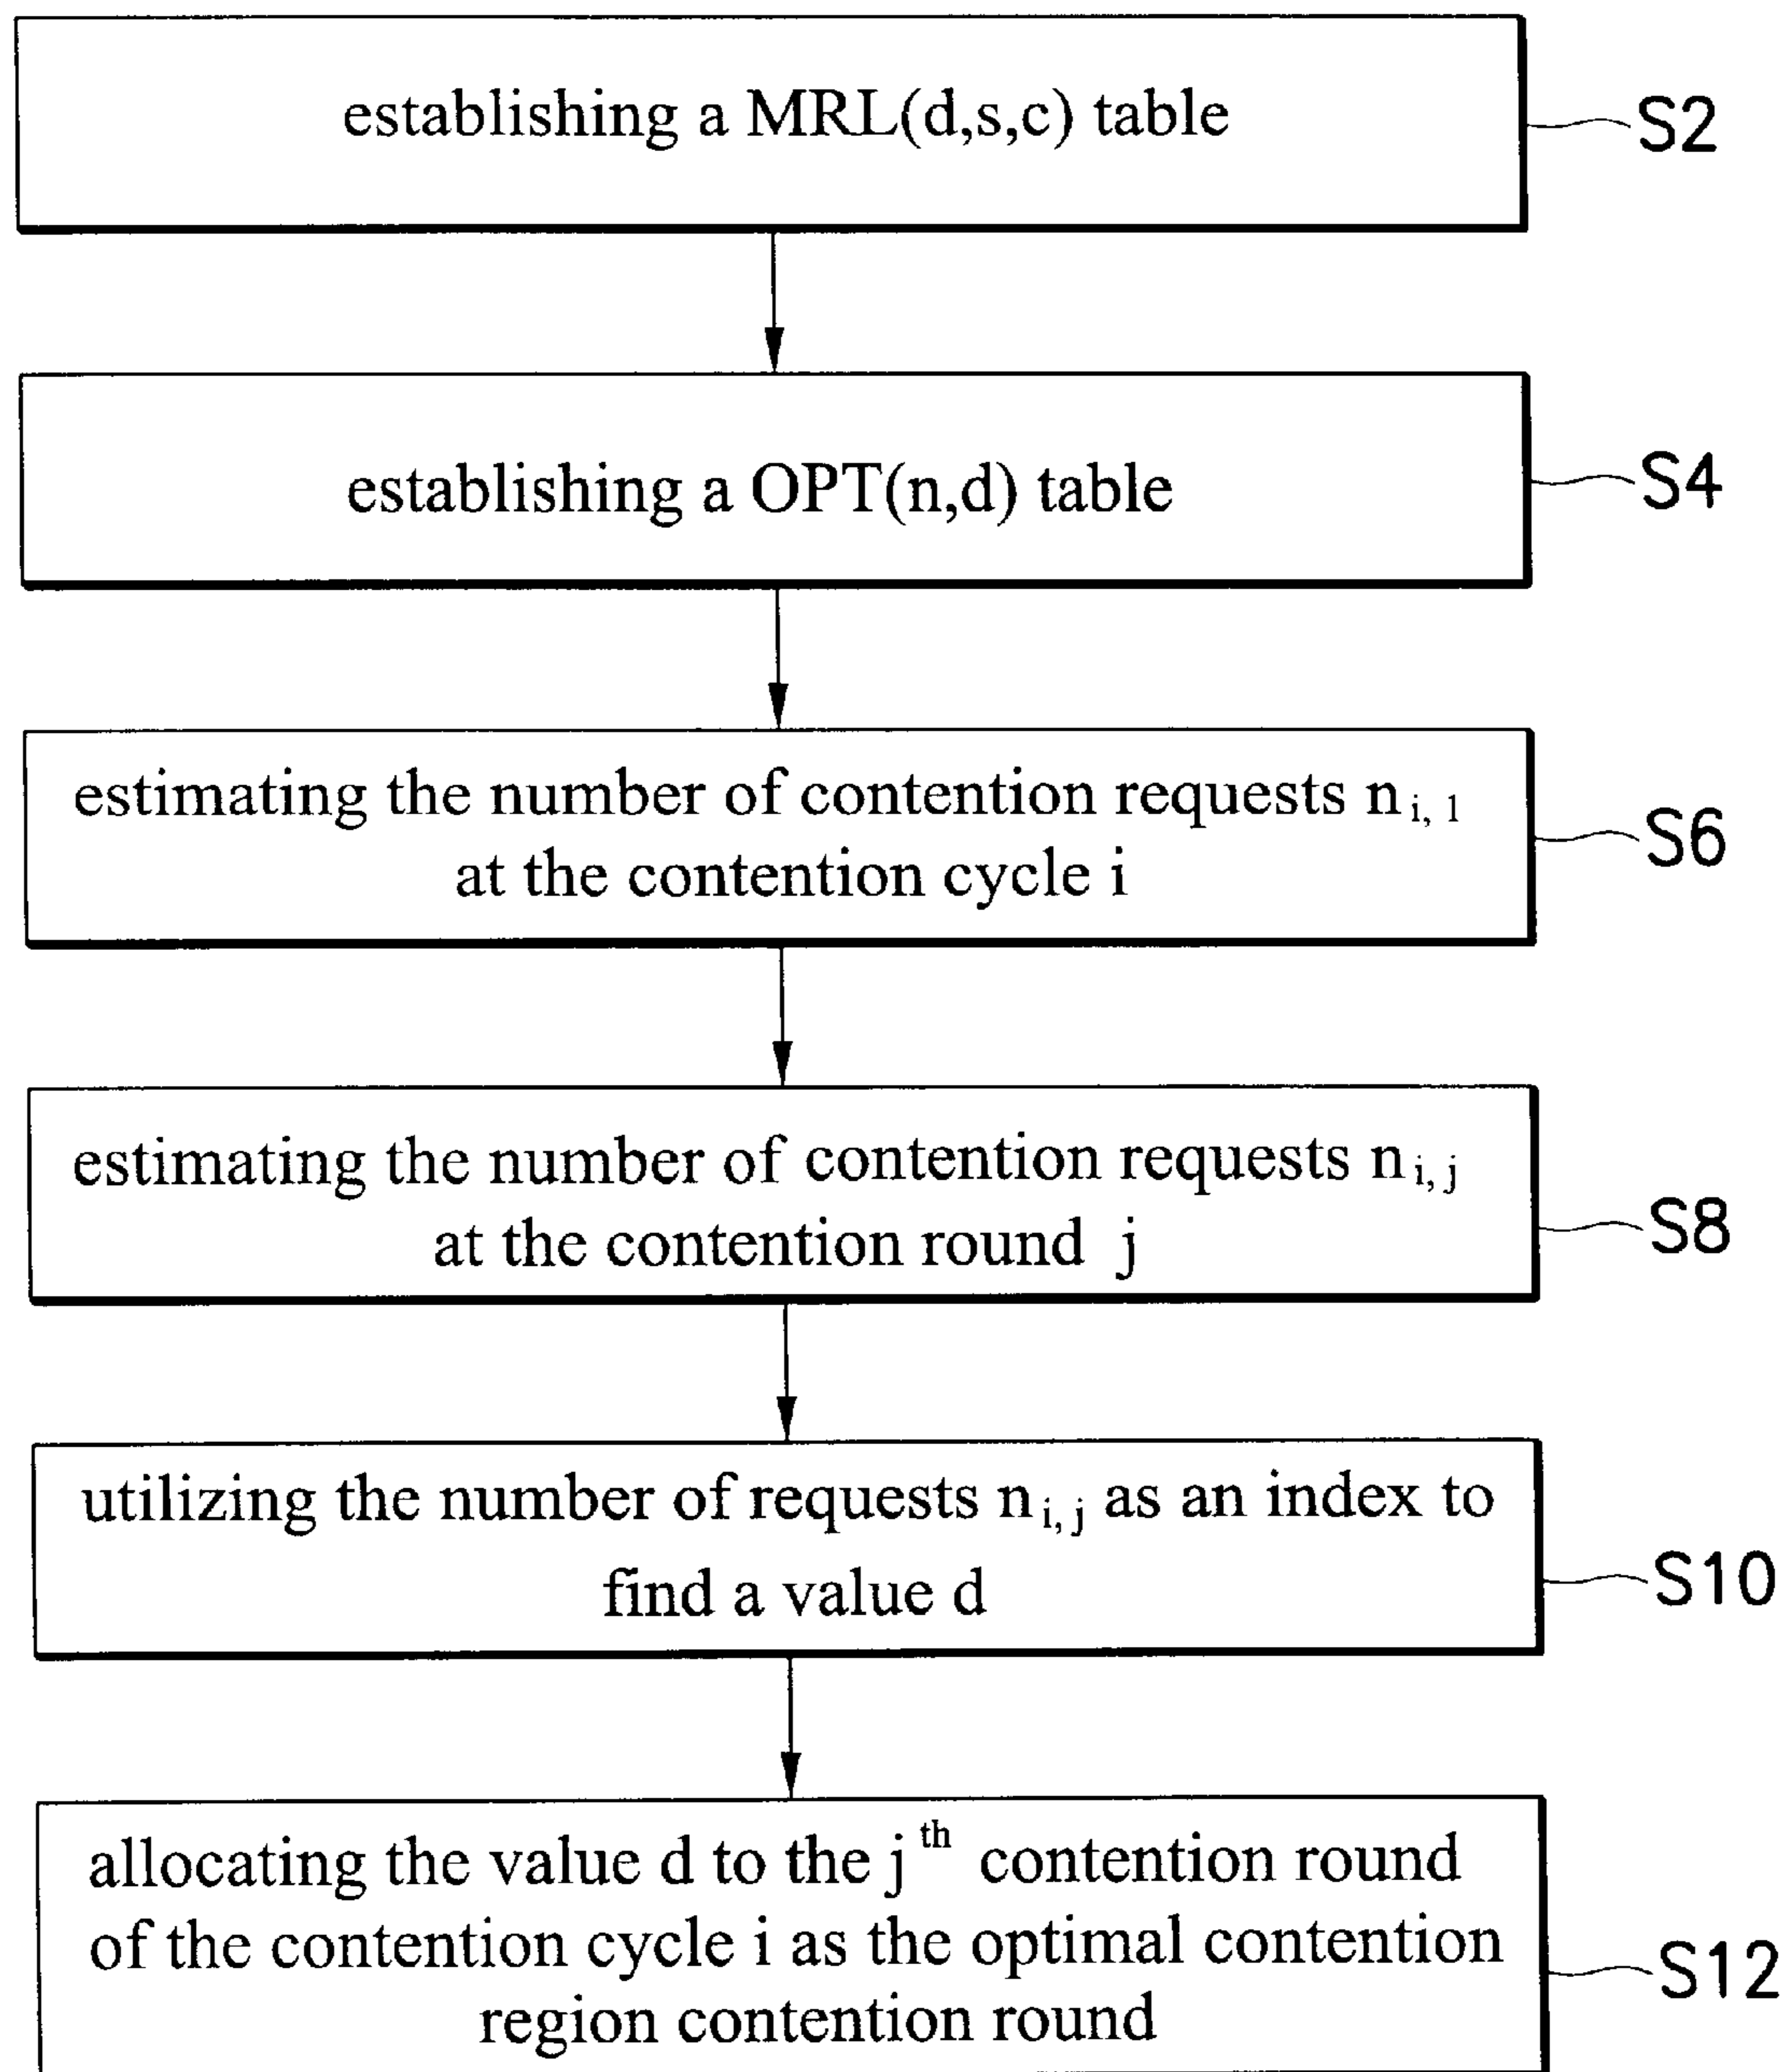 establishing a MRL(d,s,c) table
S2
establishing a OPT(n,d) table
S4
estimating the number of contention requests n i, 1
at the contention cycle i
S6
estimating the number of contention requests n i, j
at the contention round j
S8
utilizing the number of requests n i, j as an index to
find a value d
S10
allocating the value d to the j th contention round
of the contention cycle i as the optimal contention
region contention round
S12